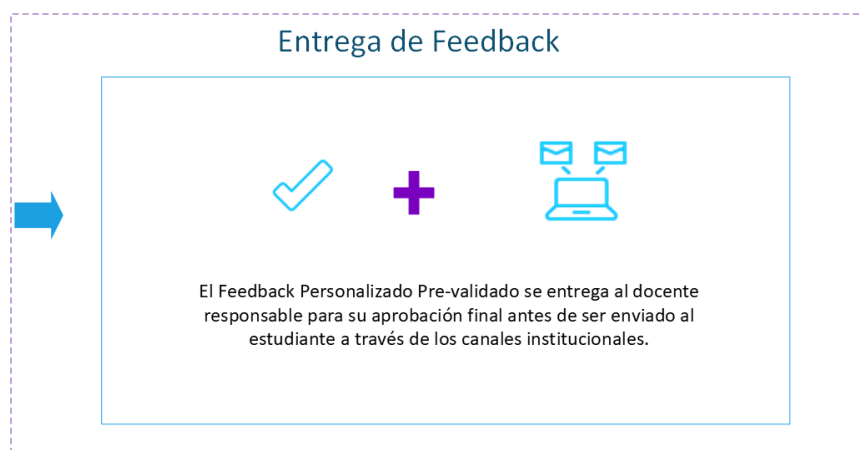 Entrega de Feedback
El Feedback Personalizado Pre-validado se entrega al docente
responsable para su aprobación final antes de ser enviado al
estudiante a través de los canales institucionales.